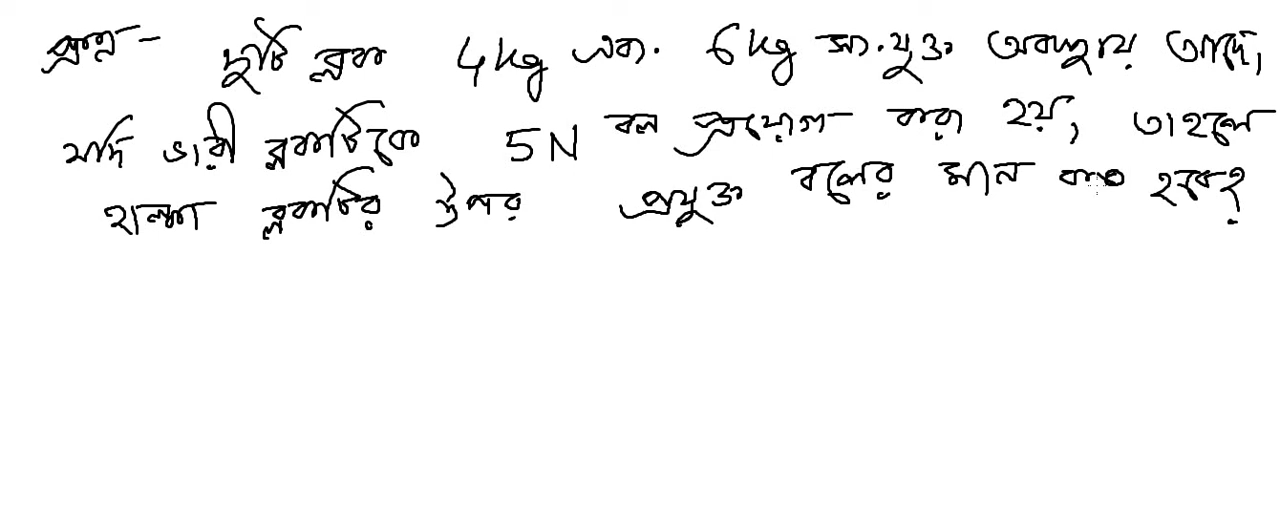 প্রশ্ন - দুটি ব্লক 4kg এবং 6kg সংযুক্ত অবস্থায় আছে,
যদি ভারী ব্লকটিকে 5N বল প্রয়োগ করা হয়, তাহলে
হাল্কা ব্লকটির উপর প্রযুক্ত বলের মান কত হবে?